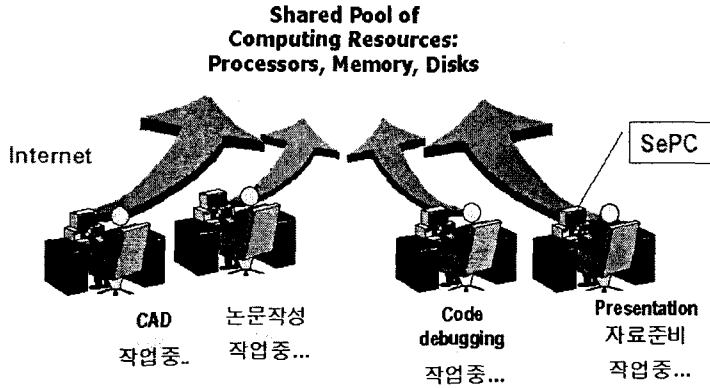 Shared Pool of
Computing Resources:
Processors, Memory, Disks
Internet
SePC
CAD
작업중..
논문작성
작업중...
Code
debugging
작업중...
Presentation
자료준비
작업중...